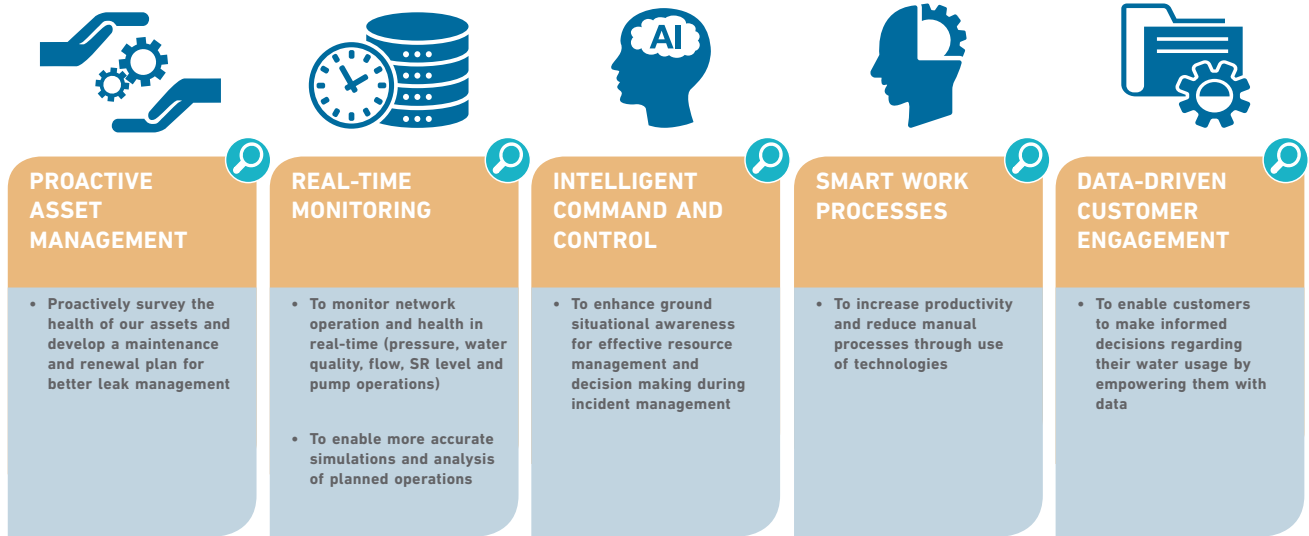 AI
PROACTIVE
ASSET
MANAGEMENT
• Proactively survey the
health of our assets and
develop a maintenance
and renewal plan for
better leak management
REAL-TIME
MONITORING
• To monitor network
operation and health in
real-time (pressure, water
quality, flow, SR level and
pump operations)
• To enable more accurate
simulations and analysis
of planned operations
INTELLIGENT
COMMAND AND
CONTROL
• To enhance ground
situational awareness
for effective resource
management and
decision making during
incident management
SMART WORK
PROCESSES
• To increase productivity
and reduce manual
processes through use
of technologies
DATA-DRIVEN
CUSTOMER
ENGAGEMENT
• To enable customers
to make informed
decisions regarding
their water usage by
empowering them with
data